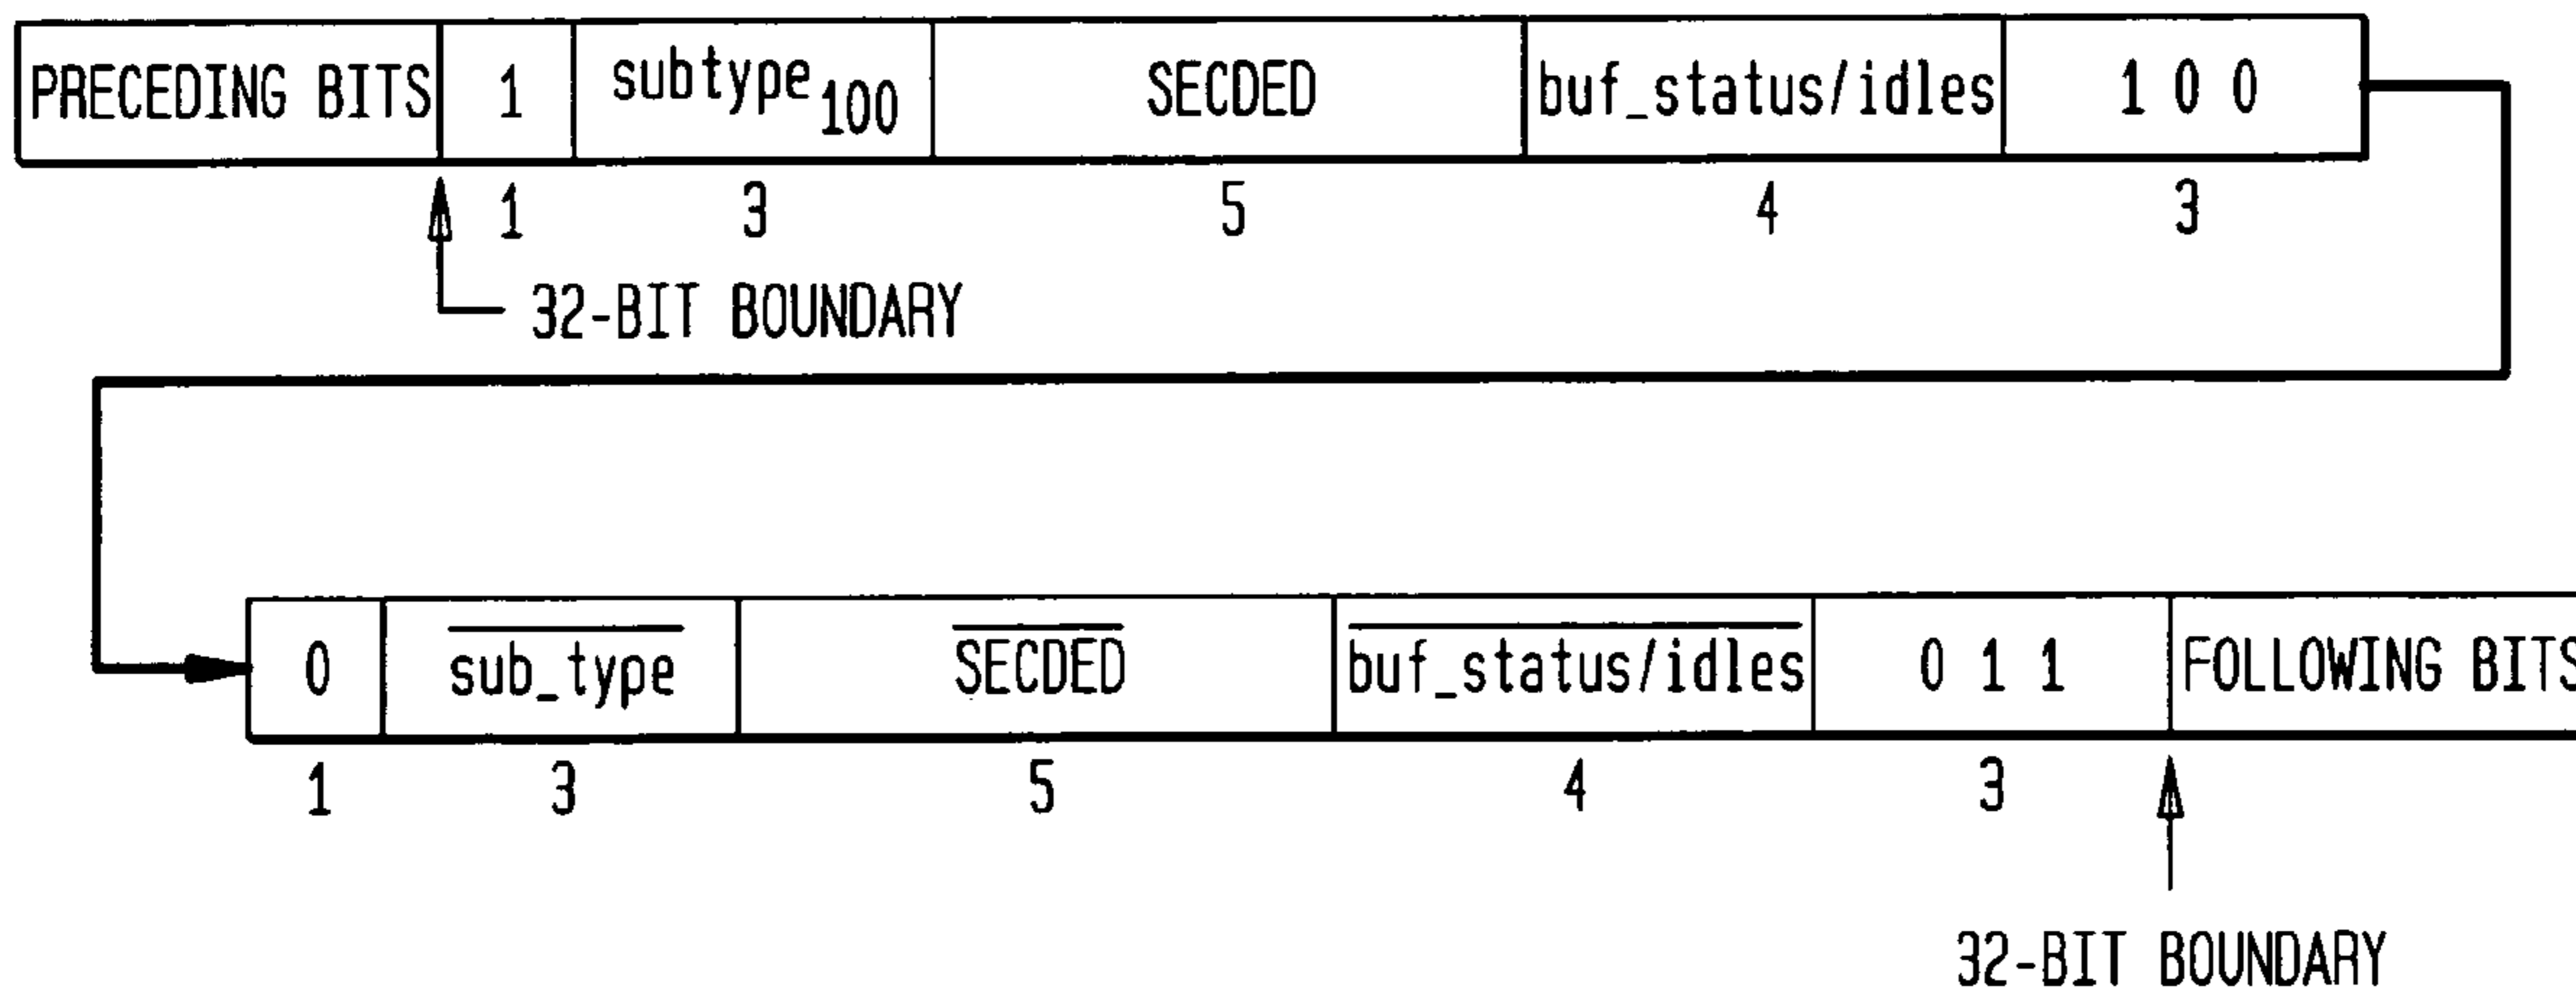 PRECEDING BITS 1 subtype100 SECDED buf_status/idles 1 0 0
1 3 5 4 3
32-BIT BOUNDARY
0 sub_type SECDED buf_status/idles 0 1 1 FOLLOWING BITS
1 3 5 4 3
32-BIT BOUNDARY